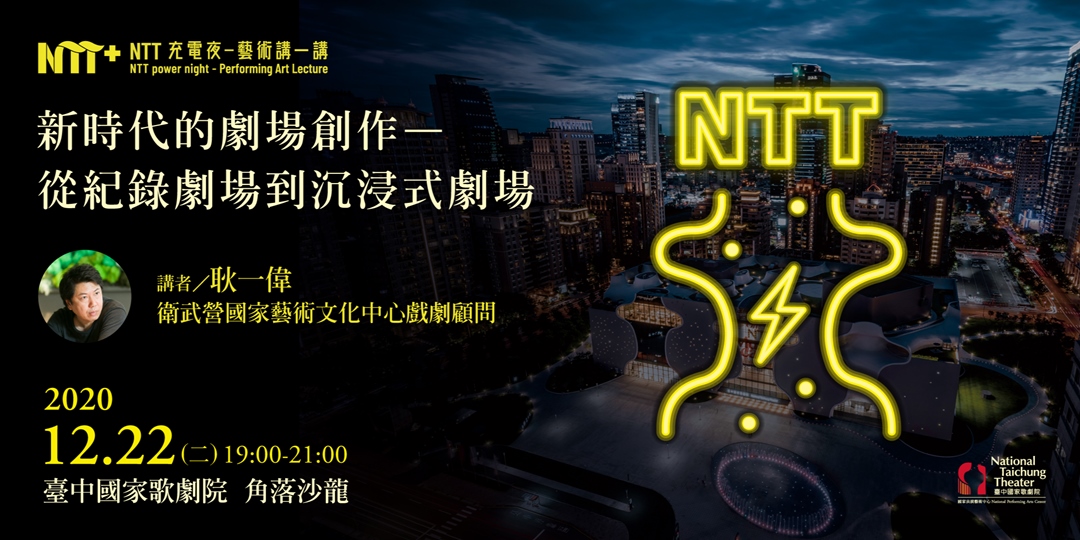 NTT+ NTT 充電夜－藝術講一講
NTT power night - Performing Art Lecture
新時代的劇場創作—
從紀錄劇場到沉浸式劇場
講者／耿一偉
衛武營國家藝術文化中心戲劇顧問
2020
12.22 (二) 19:00-21:00
臺中國家歌劇院 角落沙龍
NTT
National
Taichung
Theater
臺中國家歌劇院
國家表演藝術中心 National Performing Arts Center